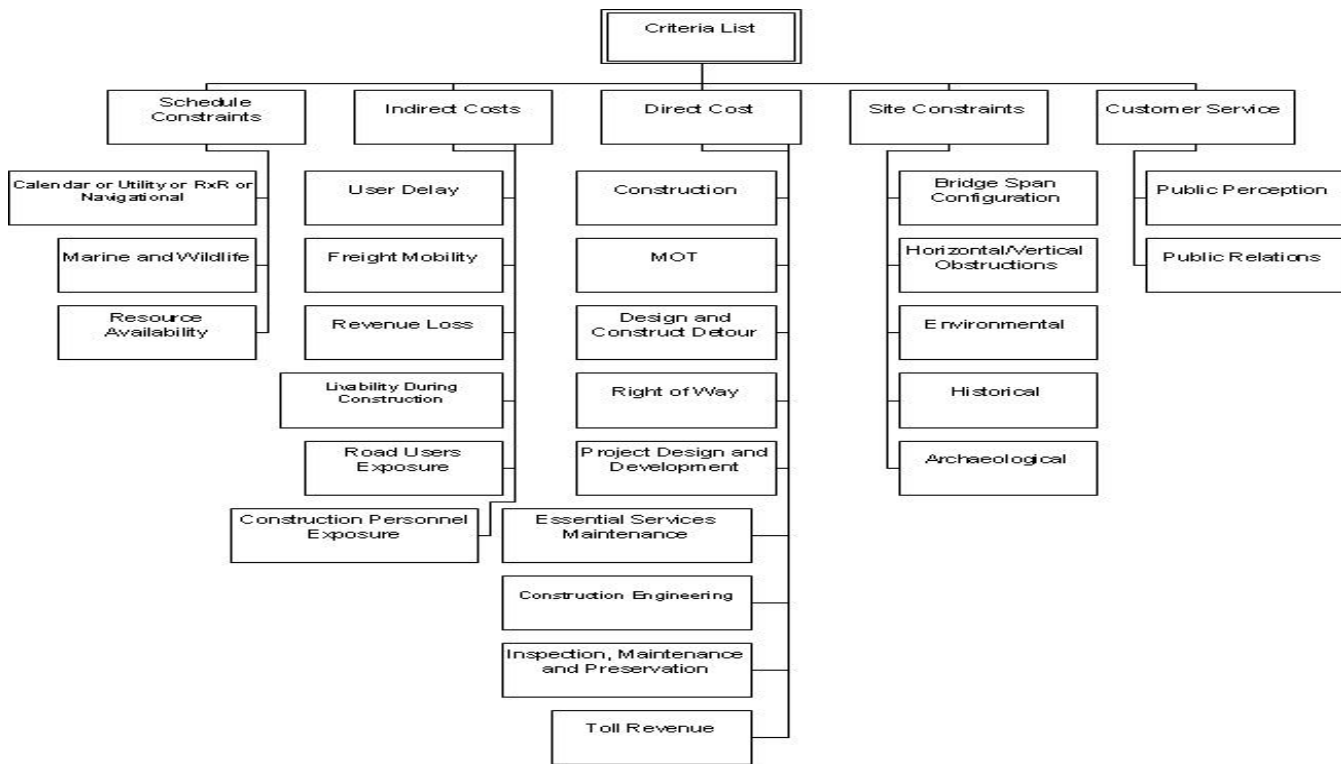 Criteria List
Schedule
Constraints
Indirect Costs
Direct Cost
Site Constraints
Customer Service
Calendar or Utility or RxR or
Navigational
Marine and Wildlife
Resource
Availability
User Delay
Freight Mobility
Revenue Loss
Livability During
Construction
Road Users
Exposure
Construction Personnel
Exposure
Construction
MOT
Design and
Construct Detour
Right of Way
Project Design and
Development
Essential Services
Maintenance
Construction Engineering
Inspection, Maintenance
and Preservation
Toll Revenue
Bridge Span
Configuration
Horizontal/Vertical
Obstructions
Environmental
Historical
Archaeological
Public Perception
Public Relations